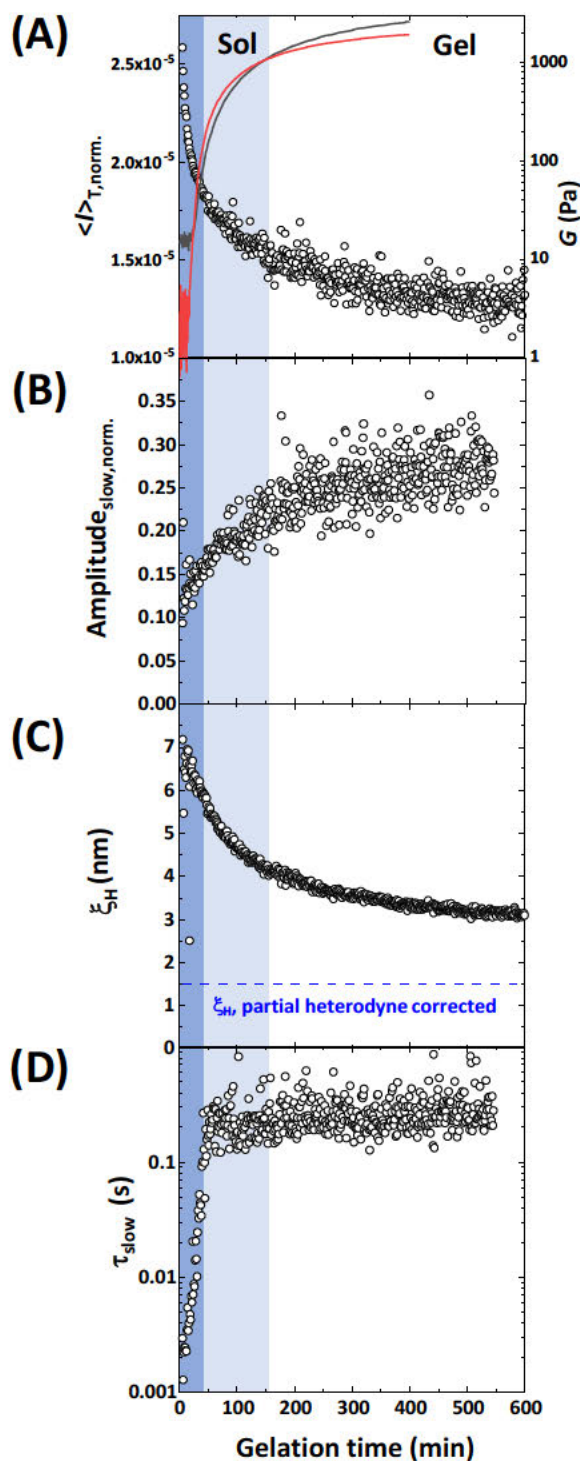 (A)
Sol
Gel
2.5x10⁻⁵
2.0x10⁻⁵
1.5x10⁻⁵
1.0x10⁻⁵
<I>T,norm.
1000
100
10
1
G (Pa)
(B)
0.35
0.30
0.25
0.20
0.15
0.10
0.05
0.00
Amplitude slow,norm.
(C)
7
6
5
4
3
2
1
0
ξH (nm)
ξH, partial heterodyne corrected
(D)
0.1
0.01
0.001
τslow (s)
0 100 200 300 400 500 600
Gelation time (min)